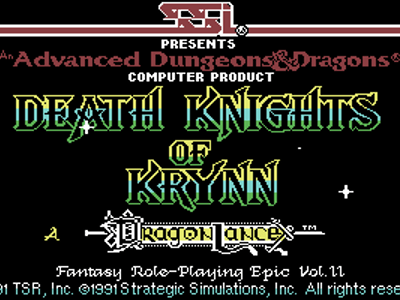 SSI®
PRESENTS
An Advanced Dungeons & Dragons®
COMPUTER PRODUCT
DEATH KNIGHTS
OF
KRYNN
A DRAGONLANCE™
Fantasy Role-Playing Epic Vol.II
91 TSR, Inc. ©1991 Strategic Simulations, Inc. All rights rese